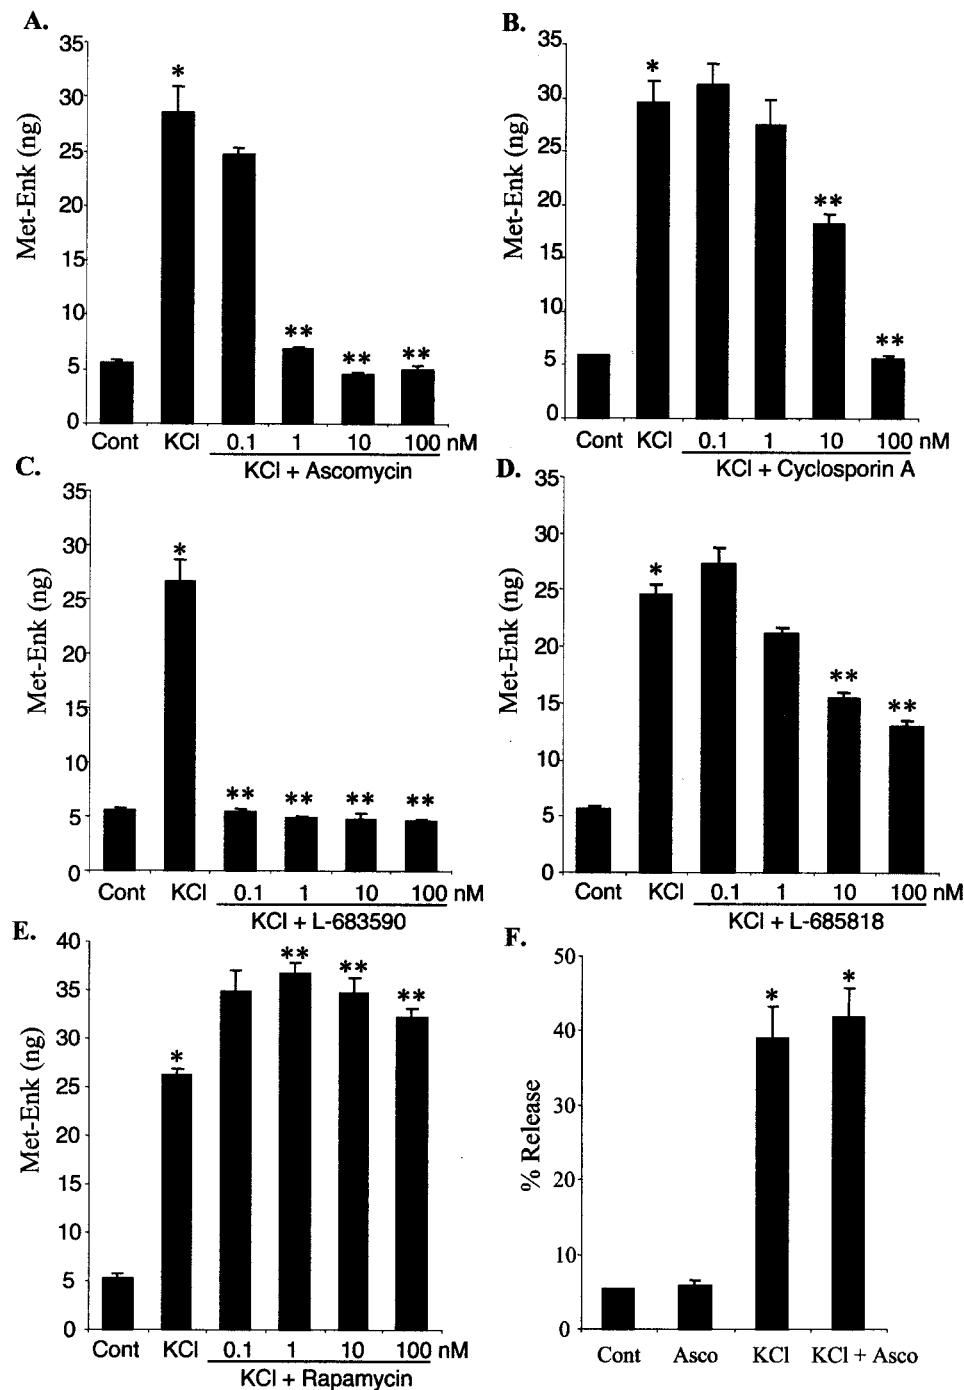 A.
Met-Enk (ng)
35
30
25
20
15
10
5
0
*
**
**
**
Cont KCl 0.1 1 10 100 nM
KCl + Ascomycin
B.
Met-Enk (ng)
35
30
25
20
15
10
5
0
*
**
**
Cont KCl 0.1 1 10 100 nM
KCl + Cyclosporin A
C.
Met-Enk (ng)
35
30
25
20
15
10
5
0
*
**
**
**
**
Cont KCl 0.1 1 10 100 nM
KCl + L-683590
D.
Met-Enk (ng)
35
30
25
20
15
10
5
0
*
**
**
Cont KCl 0.1 1 10 100 nM
KCl + L-685818
E.
Met-Enk (ng)
40
35
30
25
20
15
10
5
0
*
**
**
**
Cont KCl 0.1 1 10 100 nM
KCl + Rapamycin
F.
% Release
50
40
30
20
10
0
*
*
Cont Asco KCl KCl + Asco